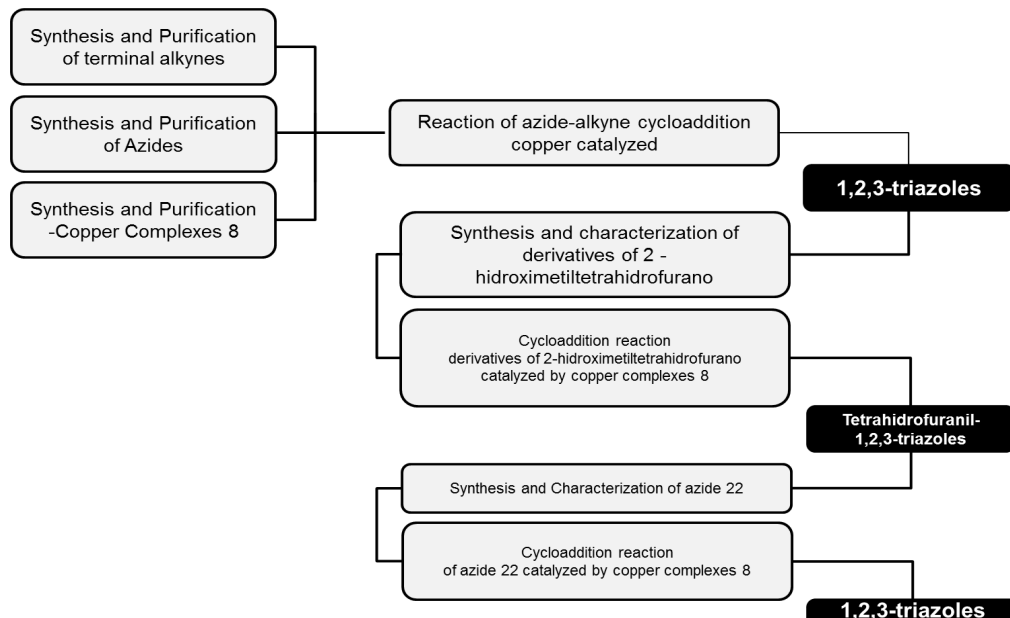 Synthesis and Purification
of terminal alkynes
Synthesis and Purification
of Azides
Synthesis and Purification
-Copper Complexes 8
Reaction of azide-alkyne cycloaddition
copper catalyzed
1,2,3-triazoles
Synthesis and characterization of
derivatives of 2 -
hidroximetiltetrahidrofurano
Cycloaddition reaction
derivatives of 2-hidroximetiltetrahidrofurano
catalyzed by copper complexes 8
Tetrahidrofuranil-
1,2,3-triazoles
Synthesis and Characterization of azide 22
Cycloaddition reaction
of azide 22 catalyzed by copper complexes 8
1,2,3-triazoles